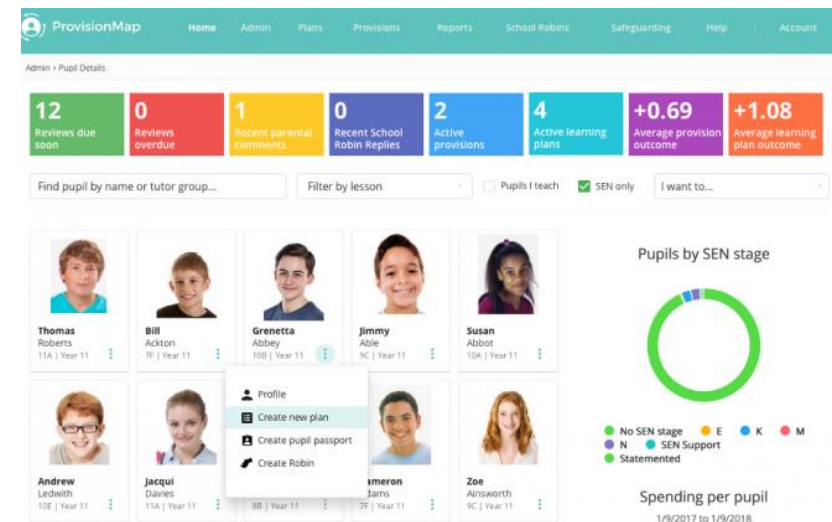 ProvisionMap Home Admin Plans Provisions Reports School Robins Safeguarding Help Account
Admin > Pupil Details
12 0 1 0 2 4 +0.69 +1.08
Reviews due soon
Reviews overdue
Recent parental comments
Recent School Robin Replies
Active provisions
Active learning plans
Average provision outcome
Average learning plan outcome
Find pupil by name or tutor group... Filter by lesson Pupils I teach SEN only I want to...
Thomas
Roberts
11A | Year 11
Bill
Ackton
7F | Year 11
Grenetta
Abbey
10B | Year 11
Jimmy
Able
9C | Year 11
Susan
Abbot
10A | Year 11
Profile
Create new plan
Create pupil passport
Create Robin
Andrew
Ledwith
10E | Year 11
Jacqui
Davies
11A | Year 11
8B | Year 11
ameron
dams
7F | Year 11
Zoe
Ainsworth
9C | Year 11
Pupils by SEN stage
No SEN stage E K M
N SEN Support
Statemented
Spending per pupil
1/9/2017 to 1/9/2018